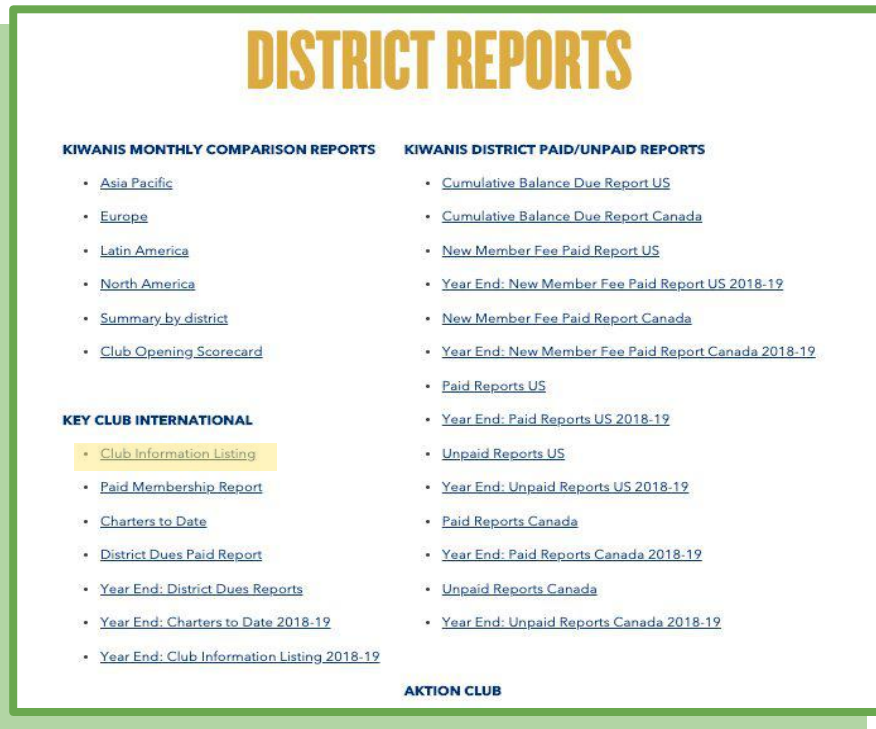 DISTRICT REPORTS
KIWANIS MONTHLY COMPARISON REPORTS
• Asia Pacific
• Europe
• Latin America
• North America
• Summary by district
• Club Opening Scorecard
KEY CLUB INTERNATIONAL
• Club Information Listing
• Paid Membership Report
• Charters to Date
• District Dues Paid Report
• Year End: District Dues Reports
• Year End: Charters to Date 2018-19
• Year End: Club Information Listing 2018-19
KIWANIS DISTRICT PAID/UNPAID REPORTS
• Cumulative Balance Due Report US
• Cumulative Balance Due Report Canada
• New Member Fee Paid Report US
• Year End: New Member Fee Paid Report US 2018-19
• New Member Fee Paid Report Canada
• Year End: New Member Fee Paid Report Canada 2018-19
• Paid Reports US
• Year End: Paid Reports US 2018-19
• Unpaid Reports US
• Year End: Unpaid Reports US 2018-19
• Paid Reports Canada
• Year End: Paid Reports Canada 2018-19
• Unpaid Reports Canada
• Year End: Unpaid Reports Canada 2018-19
AKTION CLUB